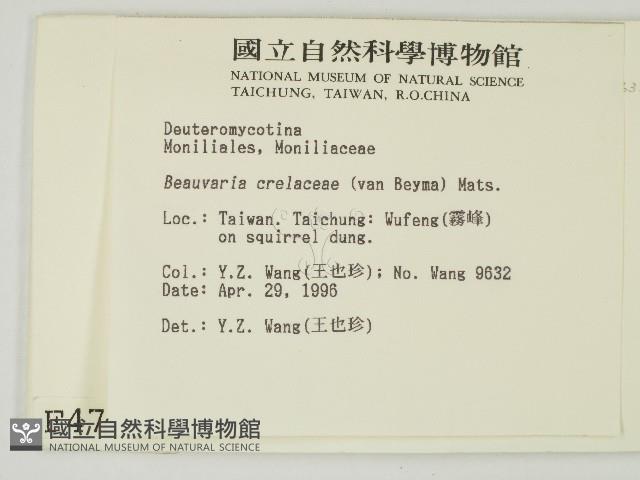 國立自然科學博物館
NATIONAL MUSEUM OF NATURAL SCIENCE
TAICHUNG, TAIWAN, R.O.CHINA
Deuteromycotina
Moniliales, Moniliaceae
Beauvaria crelaceae (van Beyma) Mats.
Loc.: Taiwan. Taichung: Wufeng(霧峰)
on squirrel dung.
Col.: Y.Z. Wang(王也珍); No. Wang 9632
Date: Apr. 29, 1996
Det.: Y.Z. Wang(王也珍)
E47
國立自然科學博物館
NATIONAL MUSEUM OF NATURAL SCIENCE